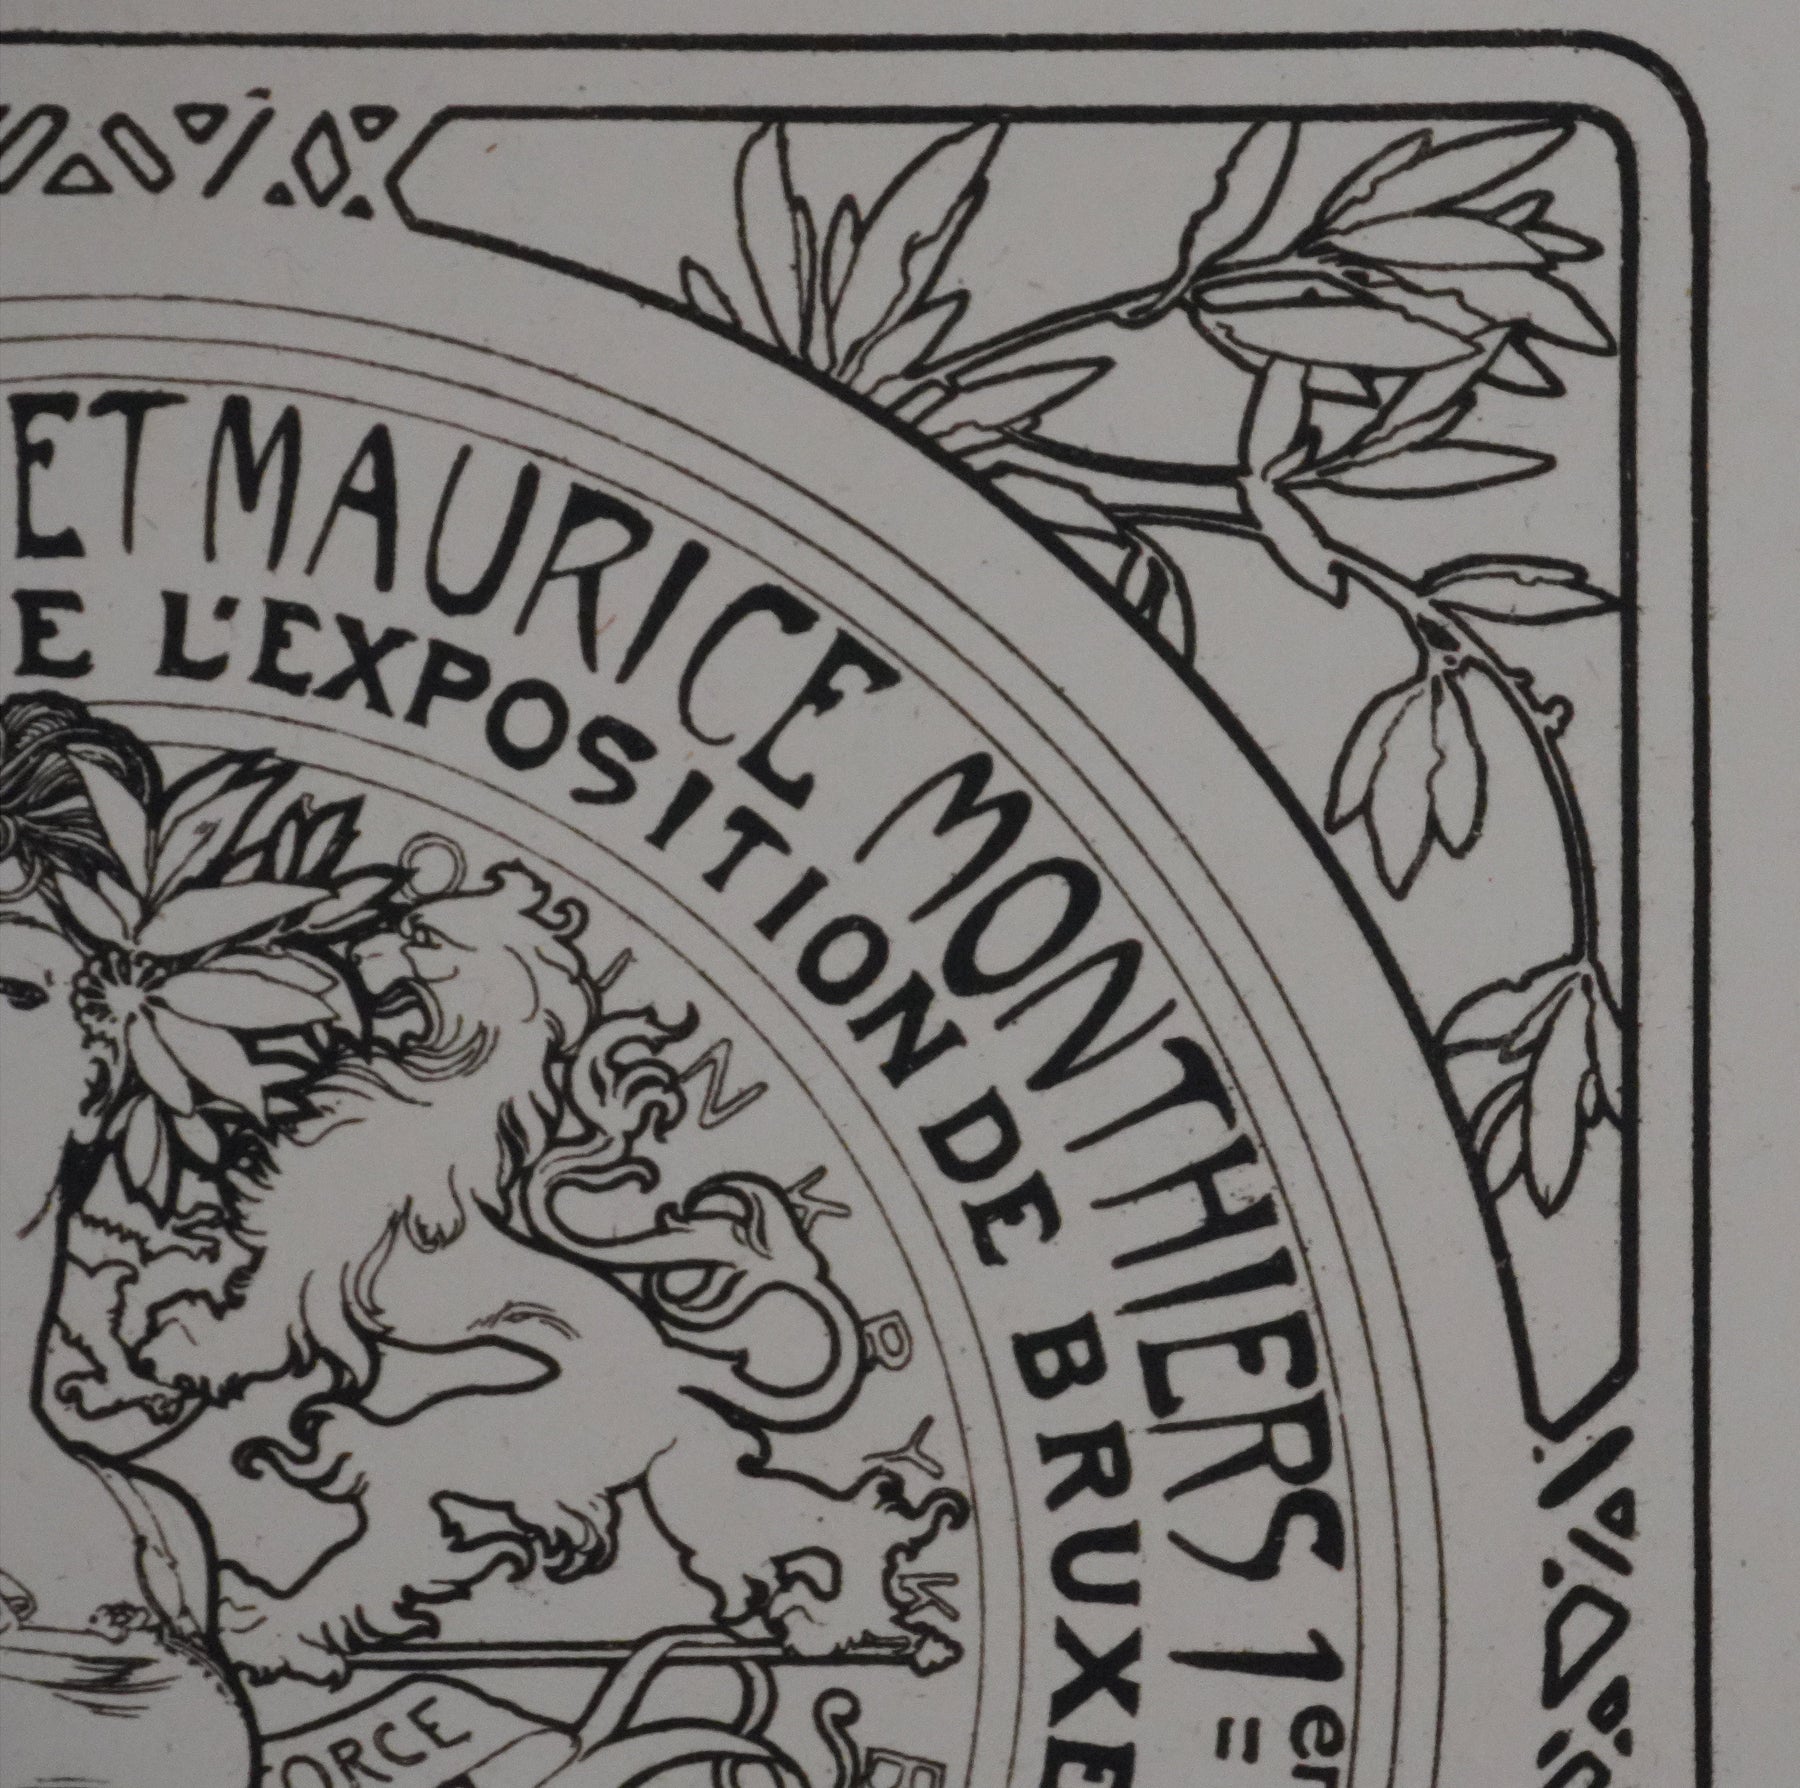 ET MAURICE MONTHIERS 1er
E L'EXPOSITION DE BRUXE
FORCE